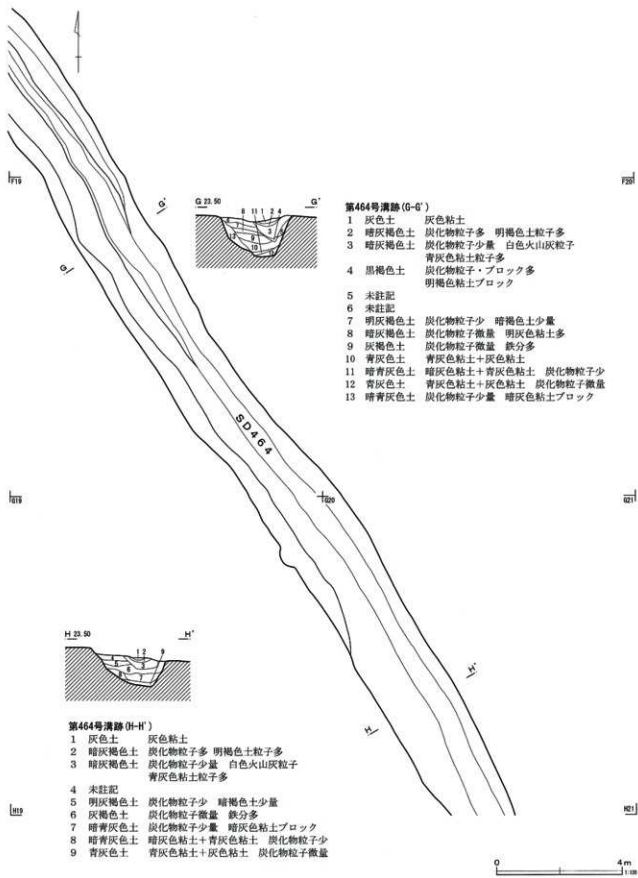 F19
F20
G 23.50 G'
8 11 1 2 4
3
9
13
10
G'
G
第464号溝跡(G-G')
1 灰色土 灰色粘土
2 暗灰褐色土 炭化物粒子多 明褐色土粒子多
3 暗灰褐色土 炭化物粒子少量 白色火山灰粒子
青灰色粘土粒子多
4 黒褐色土 炭化物粒子・ブロック多
明褐色粘土ブロック
5 未註記
6 未註記
7 明灰褐色土 炭化物粒子少 暗褐色土少量
8 暗灰褐色土 炭化物粒子微量 明灰色粘土多
9 灰褐色土 炭化物粒子微量 鉄分多
10 青灰色土 青灰色粘土+灰色粘土
11 暗青灰色土 暗灰色粘土+青灰色粘土 炭化物粒子少
12 青灰色土 青灰色粘土+灰色粘土 炭化物粒子微量
13 暗青灰色土 炭化物粒子少量 暗灰色粘土ブロック
SD464
G19
G20
G21
H 23.50 H'
1 2 9
4 3
5 6
8 7
H'
H
第464号溝跡(H-H')
1 灰色土 灰色粘土
2 暗灰褐色土 炭化物粒子多 明褐色土粒子多
3 暗灰褐色土 炭化物粒子少量 白色火山灰粒子
青灰色粘土粒子多
4 未註記
5 明灰褐色土 炭化物粒子少 暗褐色土少量
6 灰褐色土 炭化物粒子微量 鉄分多
7 暗青灰色土 炭化物粒子少量 暗灰色粘土ブロック
8 暗青灰色土 暗灰色粘土+青灰色粘土 炭化物粒子少
9 青灰色土 青灰色粘土+灰色粘土 炭化物粒子微量
H19
H21
0 4m